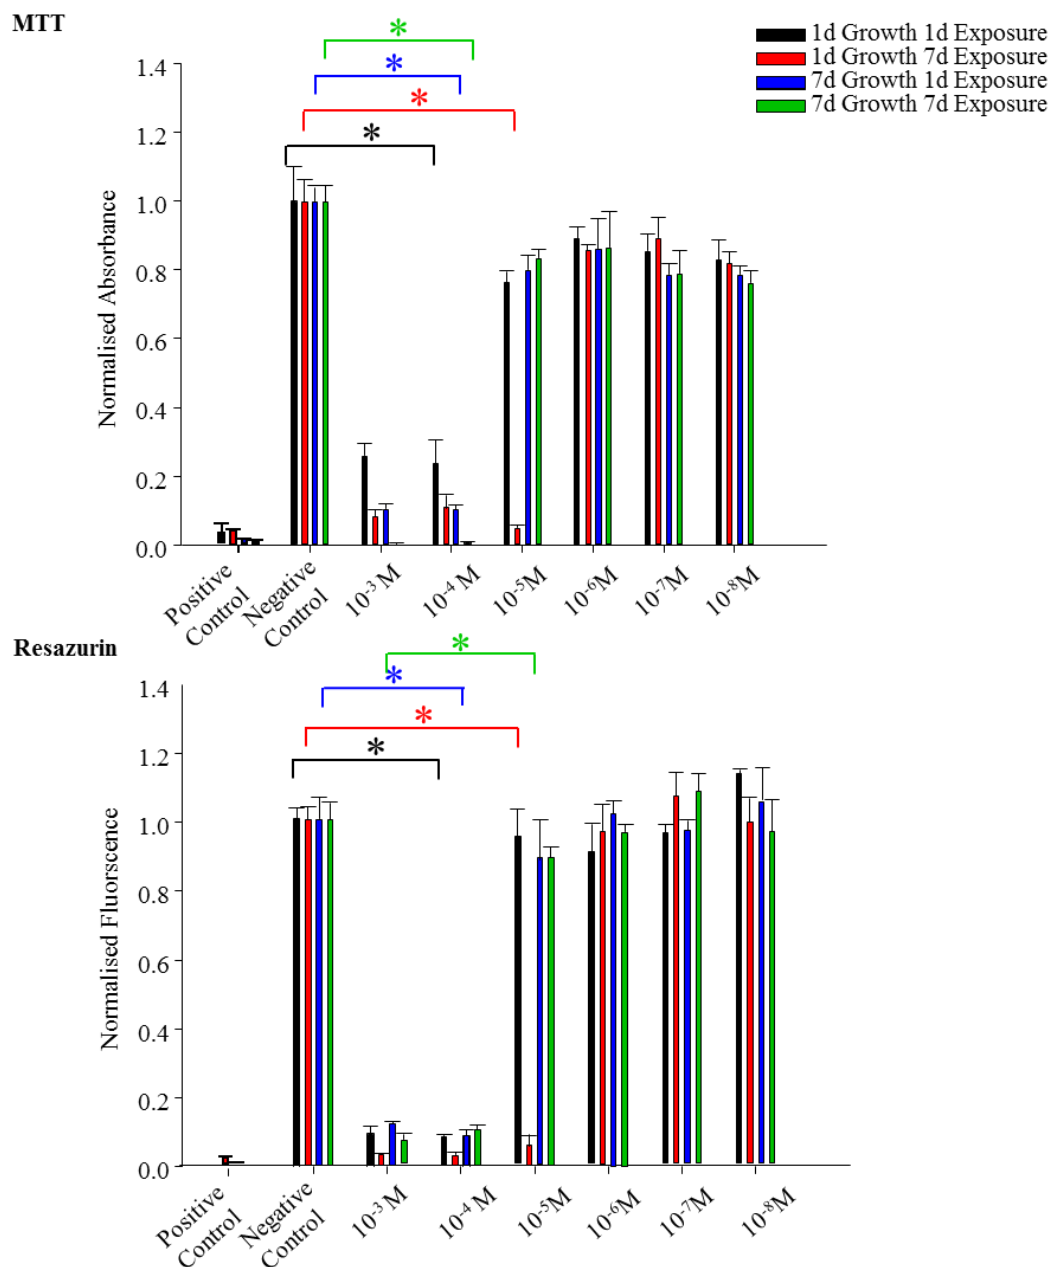 MTT
1d Growth 1d Exposure
1d Growth 7d Exposure
7d Growth 1d Exposure
7d Growth 7d Exposure
*
*
*
*
1.4
1.2
1.0
0.8
0.6
0.4
0.2
0.0
Normalised Absorbance
Positive
Control
Negative
Control
10⁻³ M
10⁻⁴ M
10⁻⁵M
10⁻⁶M
10⁻⁷M
10⁻⁸M
Resazurin
*
*
*
*
1.4
1.2
1.0
0.8
0.6
0.4
0.2
0.0
Normalised Fluorscence
Positive
Control
Negative
Control
10⁻³M
10⁻⁴ M
10⁻⁵M
10⁻⁶M
10⁻⁷M
10⁻⁸M